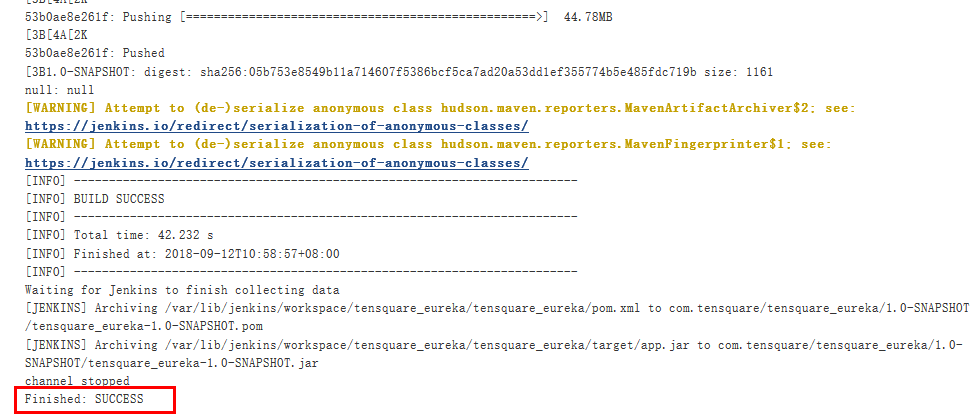 [3B[4A[2K
53b0ae8e261f: Pushing [==================================================>]  44.78MB
[3B[4A[2K
53b0ae8e261f: Pushed
[3B1.0-SNAPSHOT: digest: sha256:05b753e8549b11a714607f5386bcf5ca7ad20a53dd1ef355774b5e485fdc719b size: 1161
null: null
[WARNING] Attempt to (de-)serialize anonymous class hudson.maven.reporters.MavenArtifactArchiver$2; see:
https://jenkins.io/redirect/serialization-of-anonymous-classes/
[WARNING] Attempt to (de-)serialize anonymous class hudson.maven.reporters.MavenFingerprinter$1; see:
https://jenkins.io/redirect/serialization-of-anonymous-classes/
[INFO] ------------------------------------------------------------------------
[INFO] BUILD SUCCESS
[INFO] ------------------------------------------------------------------------
[INFO] Total time: 42.232 s
[INFO] Finished at: 2018-09-12T10:58:57+08:00
[INFO] ------------------------------------------------------------------------
Waiting for Jenkins to finish collecting data
[JENKINS] Archiving /var/lib/jenkins/workspace/tensquare_eureka/tensquare_eureka/pom.xml to com.tensquare/tensquare_eureka/1.0-SNAPSHOT
/tensquare_eureka-1.0-SNAPSHOT.pom
[JENKINS] Archiving /var/lib/jenkins/workspace/tensquare_eureka/tensquare_eureka/target/app.jar to com.tensquare/tensquare_eureka/1.0-
SNAPSHOT/tensquare_eureka-1.0-SNAPSHOT.jar
channel stopped
Finished: SUCCESS